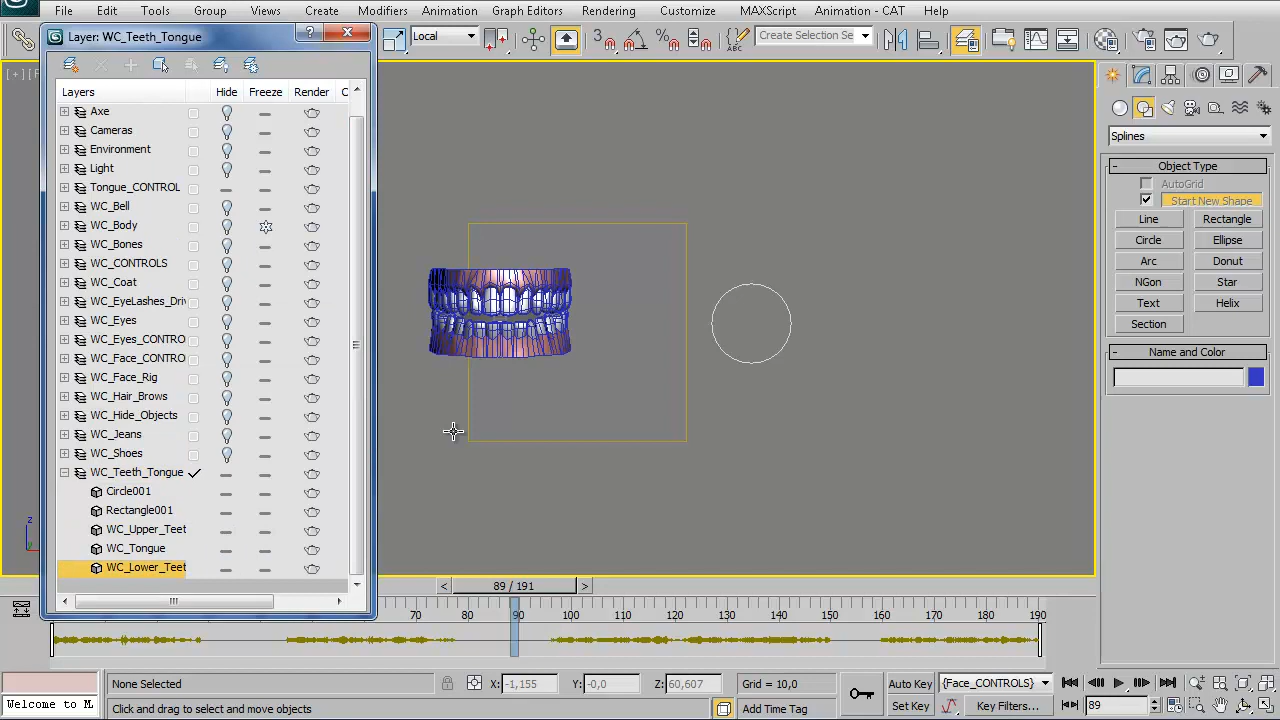 File Edit Tools Group Views Create Modifiers Animation Graph Editors Rendering Customize MAXScript Animation - CAT Help
Layer: WC_Teeth_Tongue
Local
Create Selection Se
Layers Hide Freeze Render C
Axe
Cameras
Environment
Light
Tongue_CONTROL
WC_Bell
WC_Body
WC_Bones
WC_CONTROLS
WC_Coat
WC_EyeLashes_Driv
WC_Eyes
WC_Eyes_CONTRO
WC_Face_CONTRO
WC_Face_Rig
WC_Hair_Brows
WC_Hide_Objects
WC_Jeans
WC_Shoes
WC_Teeth_Tongue
Circle001
Rectangle001
WC_Upper_Teet
WC_Tongue
WC_Lower_Teet
Splines
Object Type
AutoGrid
Start New Shape
Line Rectangle
Circle Ellipse
Arc Donut
NGon Star
Text Helix
Section
Name and Color
z
89 / 191
70 80 90 100 110 120 130 140 150 160 170 180 190
None Selected X: -1,155 Y: -0,0 Z: 60,607 Grid = 10,0 Auto Key {Face_CONTROLS}
Welcome to M Click and drag to select and move objects Add Time Tag Set Key Key Filters... 89